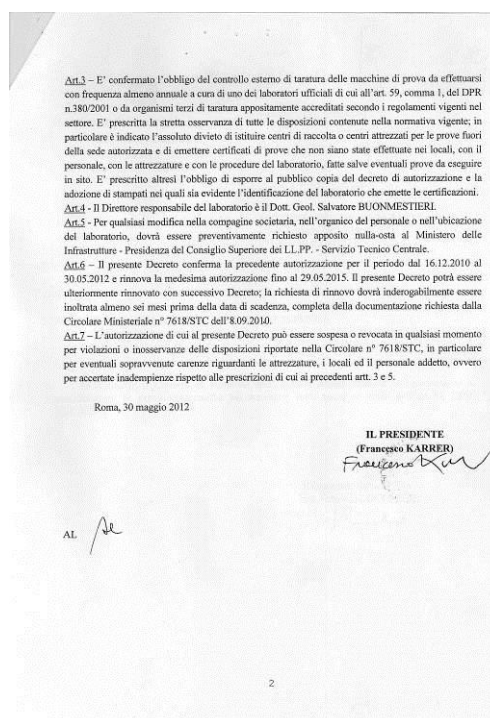 Art.3 – E' confermato l'obbligo del controllo esterno di taratura delle macchine di prova da effettuarsi
con frequenza almeno annuale a cura di uno dei laboratori ufficiali di cui all'art. 59, comma 1, del DPR
n.380/2001 o da organismi terzi di taratura appositamente accreditati secondo i regolamenti vigenti nel
settore. E' prescritta la stretta osservanza di tutte le disposizioni contenute nella normativa vigente; in
particolare è indicato l'assoluto divieto di istituire centri di raccolta o centri attrezzati per le prove fuori
della sede autorizzata e di emettere certificati di prove che non siano state effettuate nei locali, con il
personale, con le attrezzature e con le procedure del laboratorio, fatte salve eventuali prove da eseguire
in sito. E' prescritto altresì l'obbligo di esporre al pubblico copia del decreto di autorizzazione e la
adozione di stampati nei quali sia evidente l'identificazione del laboratorio che emette le certificazioni.
Art.4 - Il Direttore responsabile del laboratorio è il Dott. Geol. Salvatore BUONMESTIERI.
Art.5 - Per qualsiasi modifica nella compagine societaria, nell'organico del personale o nell'ubicazione
del laboratorio, dovrà essere preventivamente richiesto apposito nulla-osta al Ministero delle
Infrastrutture - Presidenza del Consiglio Superiore dei LL.PP. - Servizio Tecnico Centrale.
Art.6 – Il presente Decreto conferma la precedente autorizzazione per il periodo dal 16.12.2010 al
30.05.2012 e rinnova la medesima autorizzazione fino al 29.05.2015. Il presente Decreto potrà essere
ulteriormente rinnovato con successivo Decreto; la richiesta di rinnovo dovrà inderogabilmente essere
inoltrata almeno sei mesi prima della data di scadenza, completa della documentazione richiesta dalla
Circolare Ministeriale n° 7618/STC dell'8.09.2010.
Art.7 – L'autorizzazione di cui al presente Decreto può essere sospesa o revocata in qualsiasi momento
per violazioni o inosservanze delle disposizioni riportate nella Circolare n° 7618/STC, in particolare
per eventuali sopravvenute carenze riguardanti le attrezzature, i locali ed il personale addetto, ovvero
per accertate inadempienze rispetto alle prescrizioni di cui ai precedenti artt. 3 e 5.
Roma, 30 maggio 2012
IL PRESIDENTE
(Francesco KARRER)
AL
2